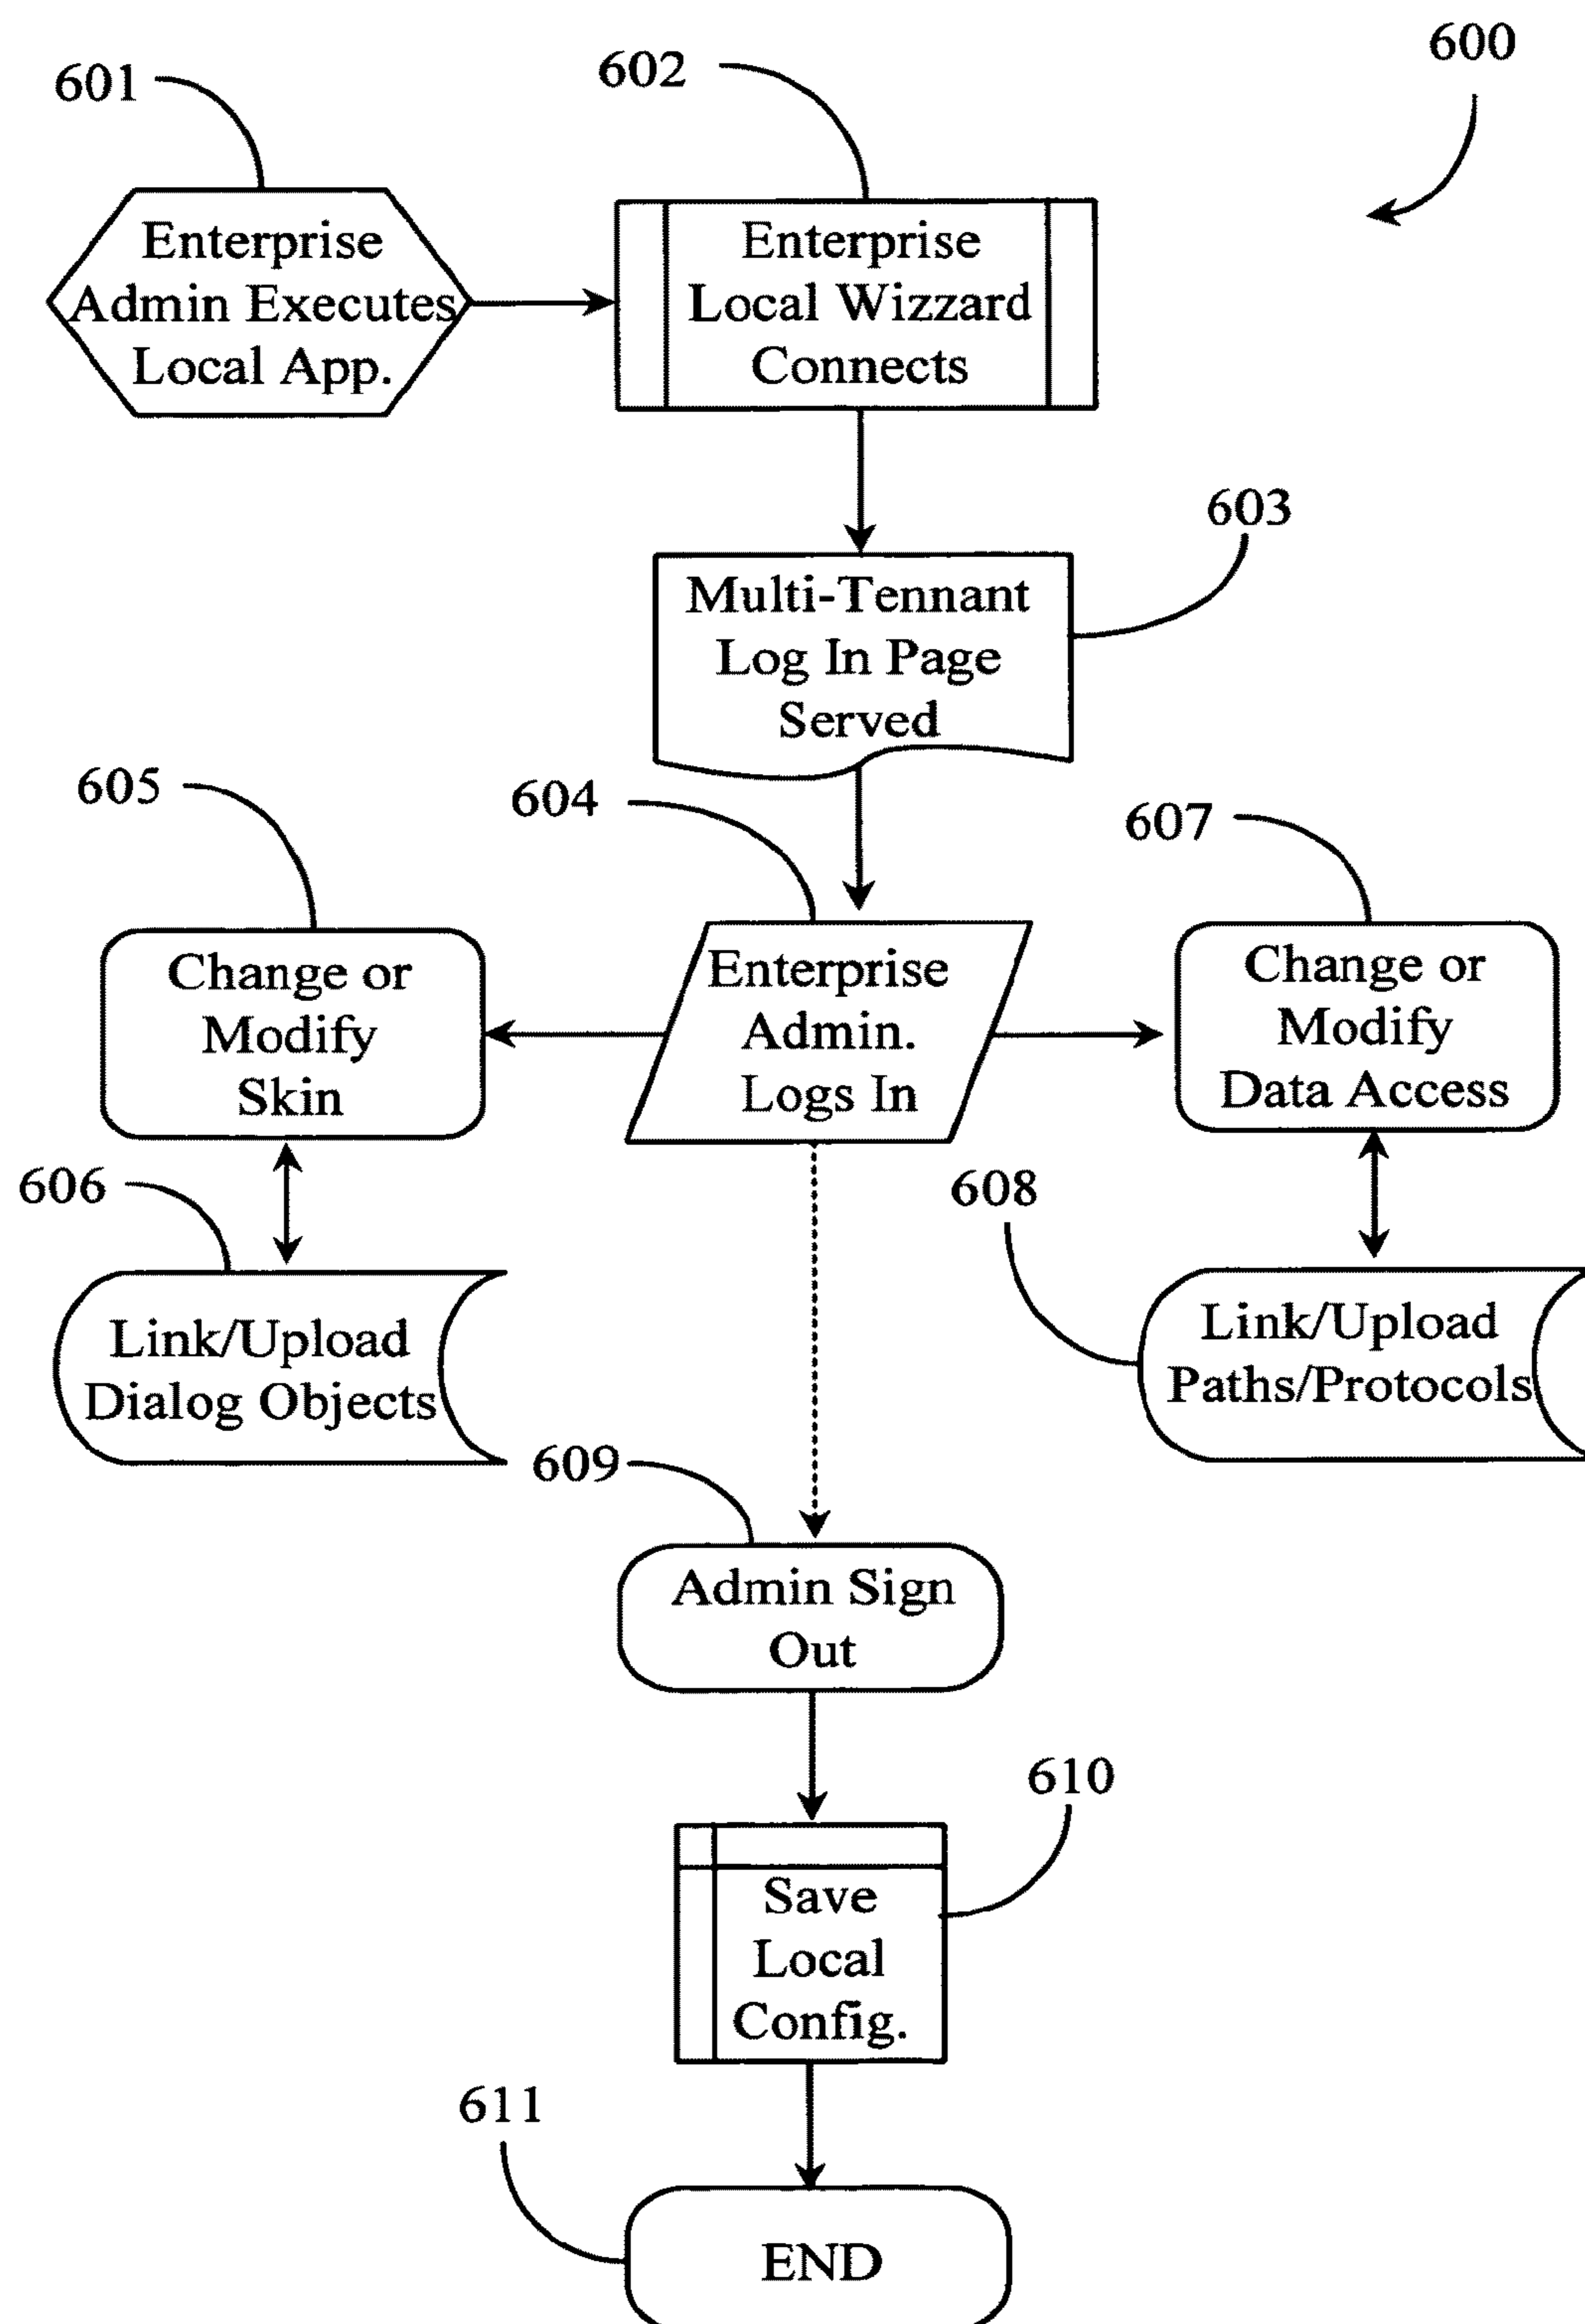 600
601
602
Enterprise
Admin Executes
Local App.
Enterprise
Local Wizzard
Connects
603
Multi-Tennant
Log In Page
Served
605
604
607
Change or
Modify
Skin
Enterprise
Admin.
Logs In
Change or
Modify
Data Access
606
608
Link/Upload
Dialog Objects
Link/Upload
Paths/Protocols
609
Admin Sign
Out
610
Save
Local
Config.
611
END